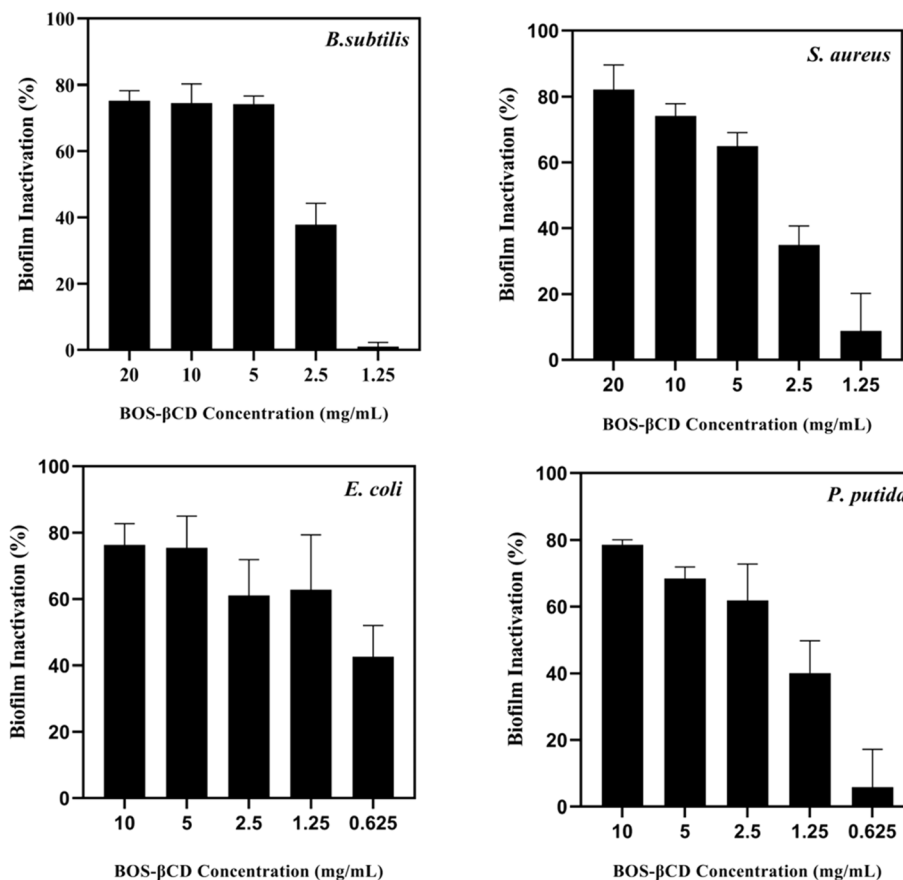 B.subtilis
Biofilm Inactivation (%)
100
80
60
40
20
0
20 10 5 2.5 1.25
BOS-βCD Concentration (mg/mL)
S. aureus
Biofilm Inactivation (%)
100
80
60
40
20
0
20 10 5 2.5 1.25
BOS-βCD Concentration (mg/mL)
E. coli
Biofilm Inactivation (%)
100
80
60
40
20
0
10 5 2.5 1.25 0.625
BOS-βCD Concentration (mg/mL)
P. putida
Biofilm Inactivation (%)
100
80
60
40
20
0
10 5 2.5 1.25 0.625
BOS-βCD Concentration (mg/mL)